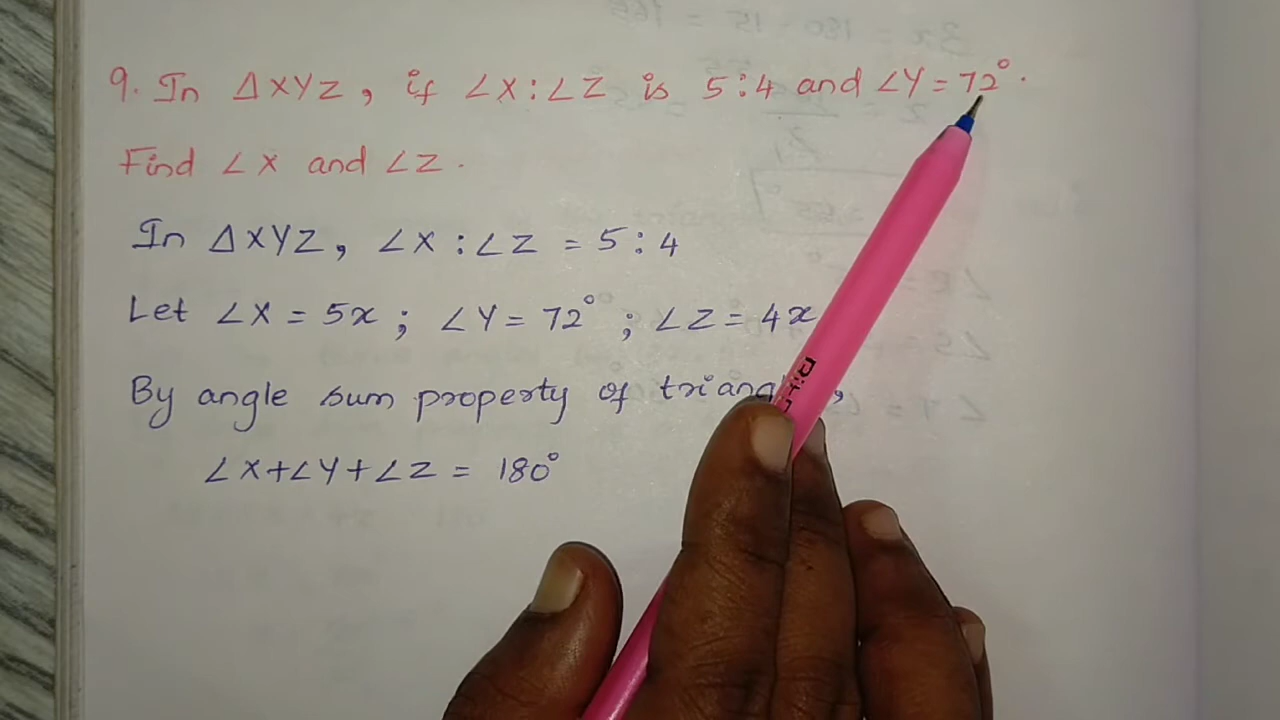 9. In ΔXYZ, if ∠X:∠Z is 5:4 and ∠Y=72°.
Find ∠X and ∠Z.
In ΔXYZ, ∠X:∠Z = 5:4
Let ∠X = 5x; ∠Y = 72°; ∠Z = 4x
By angle sum property of
∠X+∠Y+∠Z = 180°